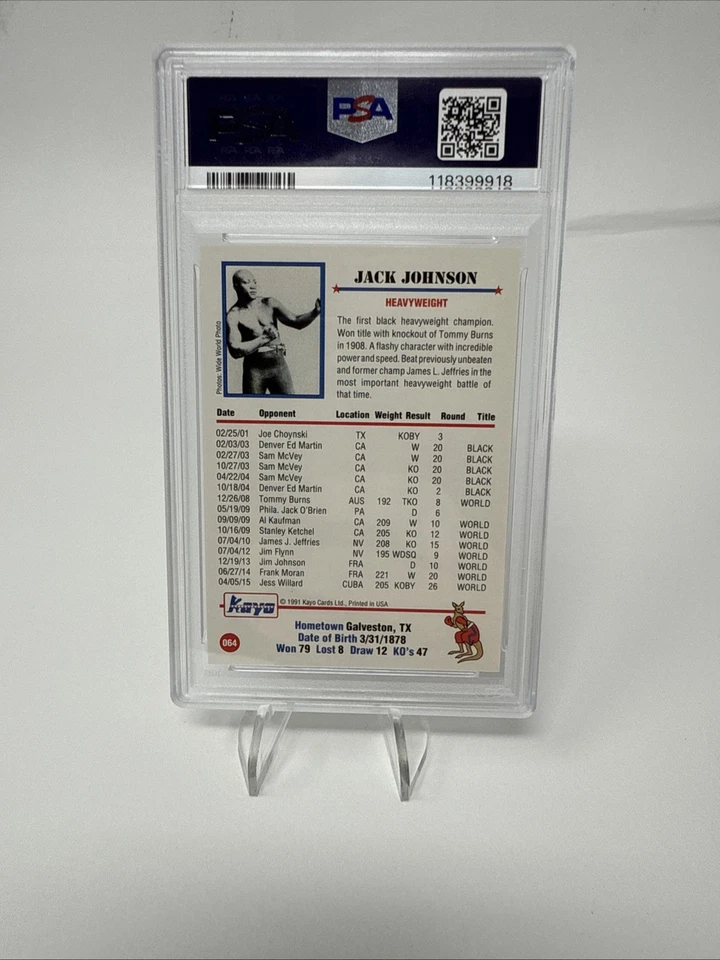 PSA
118399918
JACK JOHNSON
HEAVYWEIGHT
The first black heavyweight champion.
Won title with knockout of Tommy Burns
in 1908. A flashy character with incredible
power and speed. Beat previously unbeaten
and former champ James L. Jeffries in the
most important heavyweight battle of
that time.
Photos: Wide World Photo
Date Opponent Location Weight Result Round Title
02/25/01 Joe Choynski TX KOBY 3
02/03/03 Denver Ed Martin CA W 20 BLACK
02/27/03 Sam McVey CA W 20 BLACK
10/27/03 Sam McVey CA KO 20 BLACK
04/22/04 Sam McVey CA KO 20 BLACK
10/18/04 Denver Ed Martin CA KO 2 BLACK
12/26/08 Tommy Burns AUS 192 TKO 8 WORLD
05/19/09 Phila. Jack O'Brien PA D 6
09/09/09 Al Kaufman CA 209 W 10 WORLD
10/16/09 Stanley Ketchel CA 205 KO 12 WORLD
07/04/10 James J. Jeffries NV 208 KO 15 WORLD
07/04/12 Jim Flynn NV 195 WDSQ 9 WORLD
12/19/13 Jim Johnson FRA D 10 WORLD
06/27/14 Frank Moran FRA 221 W 20 WORLD
04/05/15 Jess Willard CUBA 205 KOBY 26 WORLD
Kayo © 1991 Kayo Cards Ltd., Printed in USA
064
Hometown Galveston, TX
Date of Birth 3/31/1878
Won 79 Lost 8 Draw 12 KO's 47